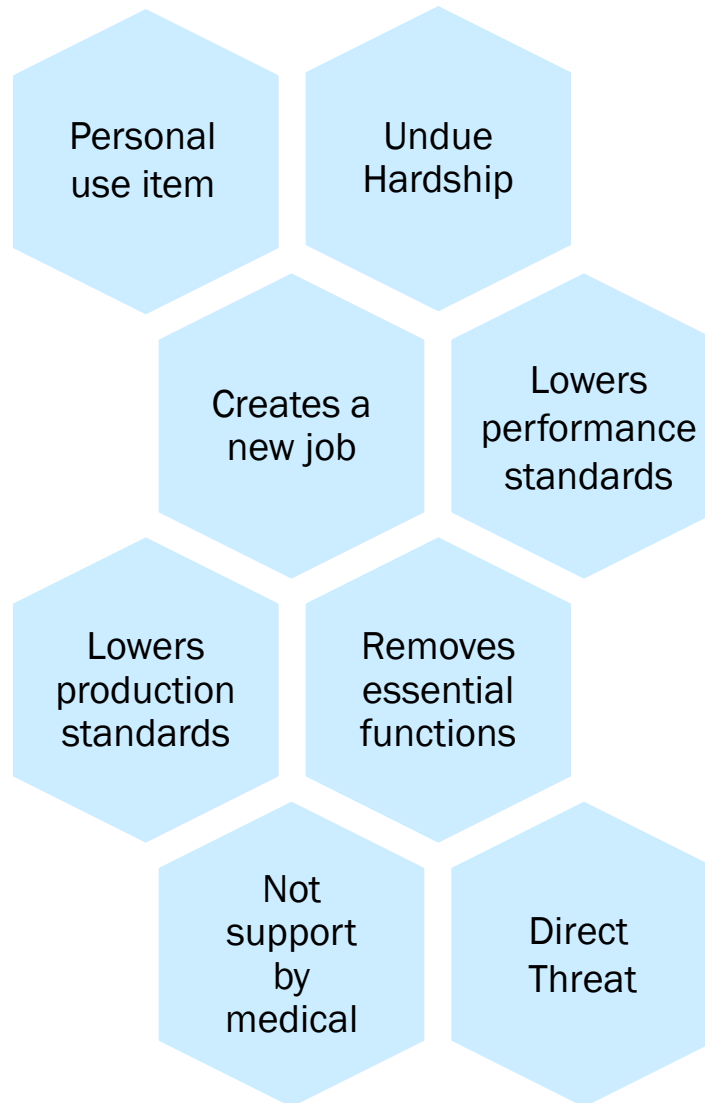 Personal
use item
Undue
Hardship
Creates a
new job
Lowers
performance
standards
Lowers
production
standards
Removes
essential
functions
Not
support
by
medical
Direct
Threat